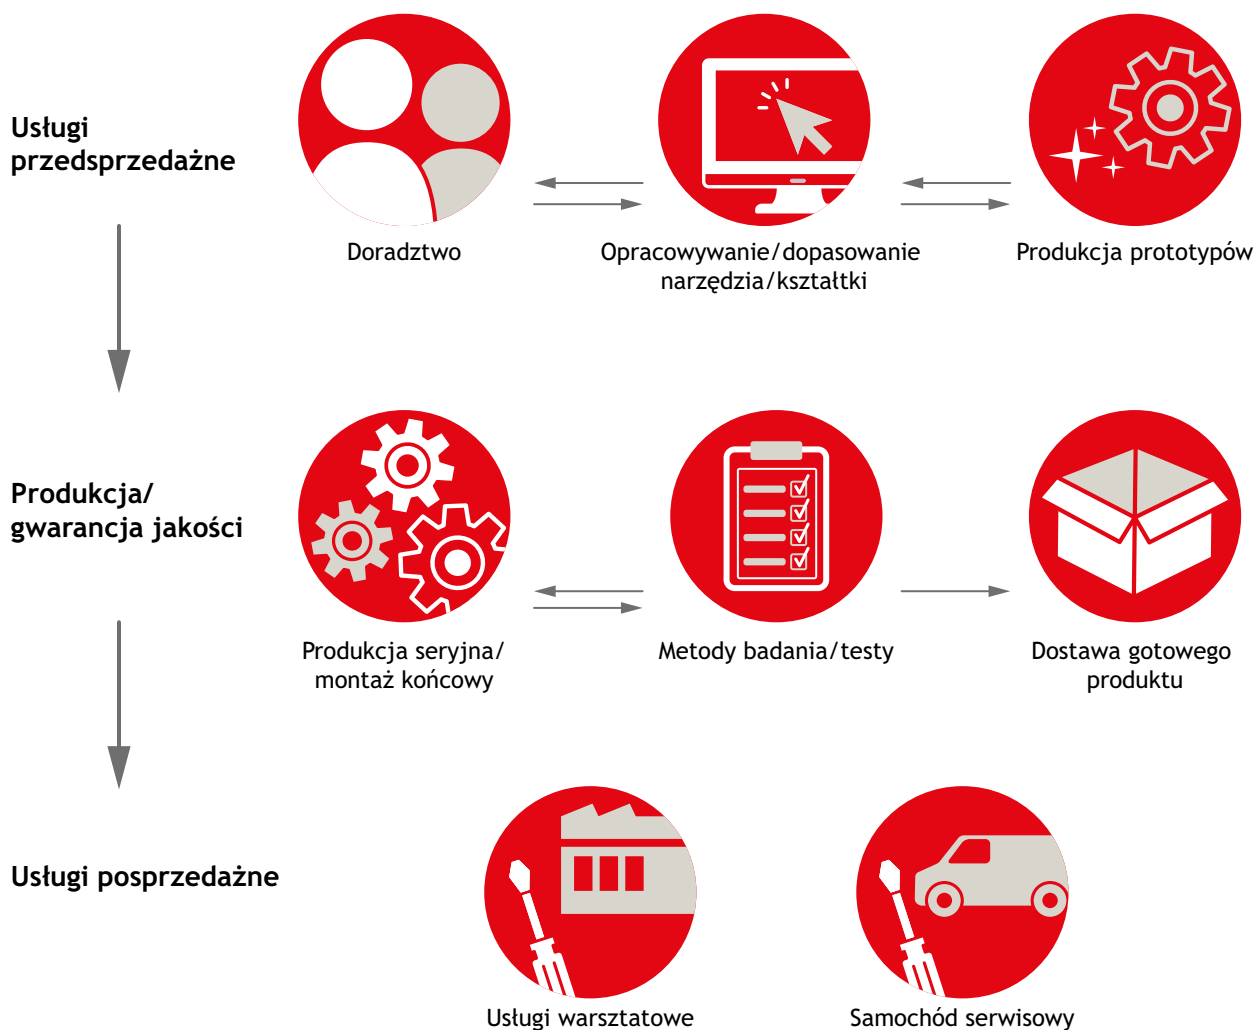 Usługi
przedsprzedażne
Doradztwo
Opracowywanie/dopasowanie
narzędzia/kształtki
Produkcja prototypów
Produkcja/
gwarancja jakości
Produkcja seryjna/
montaż końcowy
Metody badania/testy
Dostawa gotowego
produktu
Usługi posprzedażne
Usługi warsztatowe
Samochód serwisowy